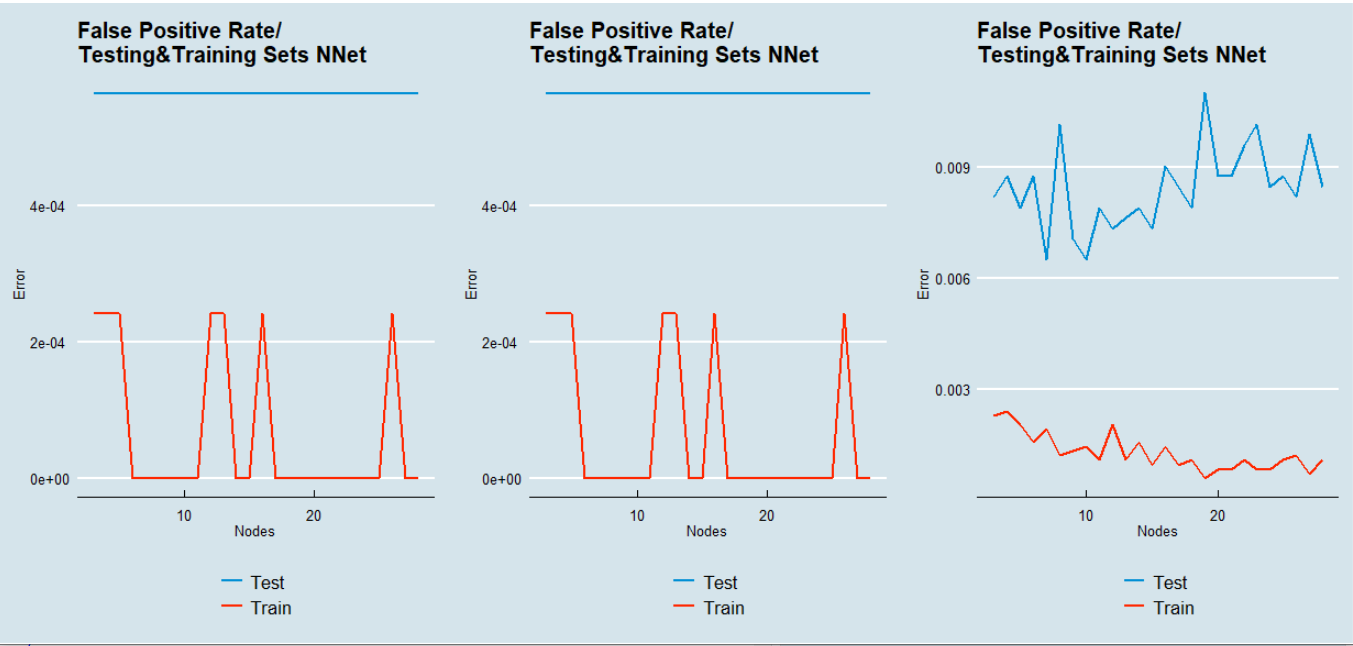 False Positive Rate/
Testing&Training Sets NNet
4e-04
2e-04
0e+00
Error
10
20
Nodes
Test
Train
False Positive Rate/
Testing&Training Sets NNet
4e-04
2e-04
0e+00
Error
10
20
Nodes
Test
Train
False Positive Rate/
Testing&Training Sets NNet
0.009
0.006
0.003
Error
10
20
Nodes
Test
Train